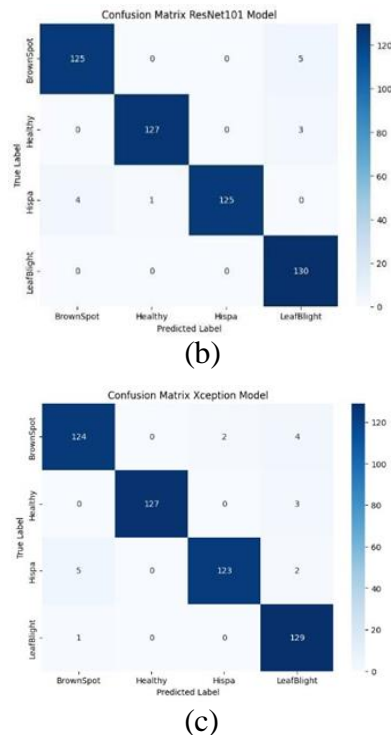 Confusion Matrix ResNet101 Model
BrownSpot 125 0 0 5 120
100
Healthy 0 127 0 3 80
True Label
60
Hispa 4 1 125 0 40
20
LeafBlight 0 0 0 130 0
BrownSpot Healthy Hispa LeafBlight
Predicted Label
(b)
Confusion Matrix Xception Model
BrownSpot 124 0 2 4 120
100
Healthy 0 127 0 3 80
True Label
60
Hispa 5 0 123 2 40
20
LeafBlight 1 0 0 129 0
BrownSpot Healthy Hispa LeafBlight
Predicted Label
(c)